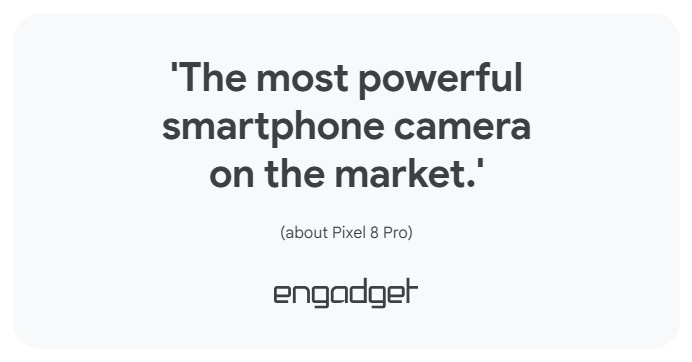 'The most powerful
smartphone camera
on the market.'
(about Pixel 8 Pro)
engadget